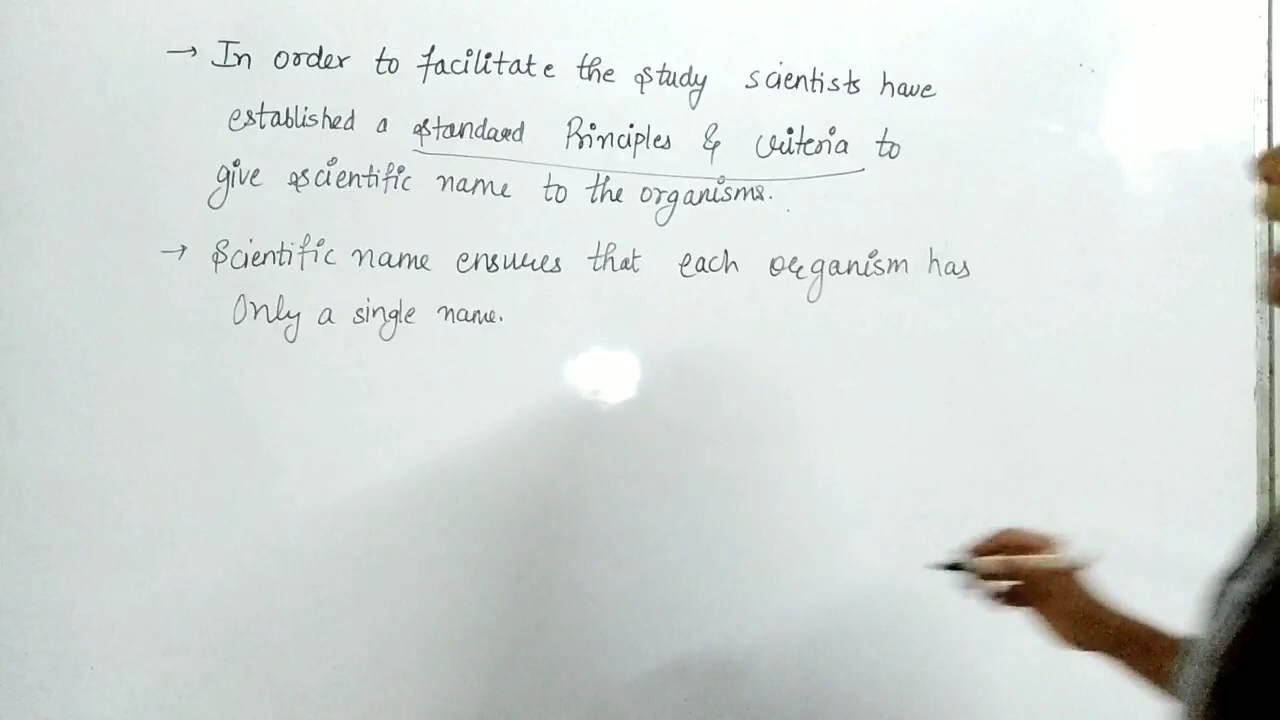 → In order to facilitate the study scientists have
established a standard Principles & criteria to
give scientific name to the organisms.
→ Scientific name ensures that each organism has
Only a single name.